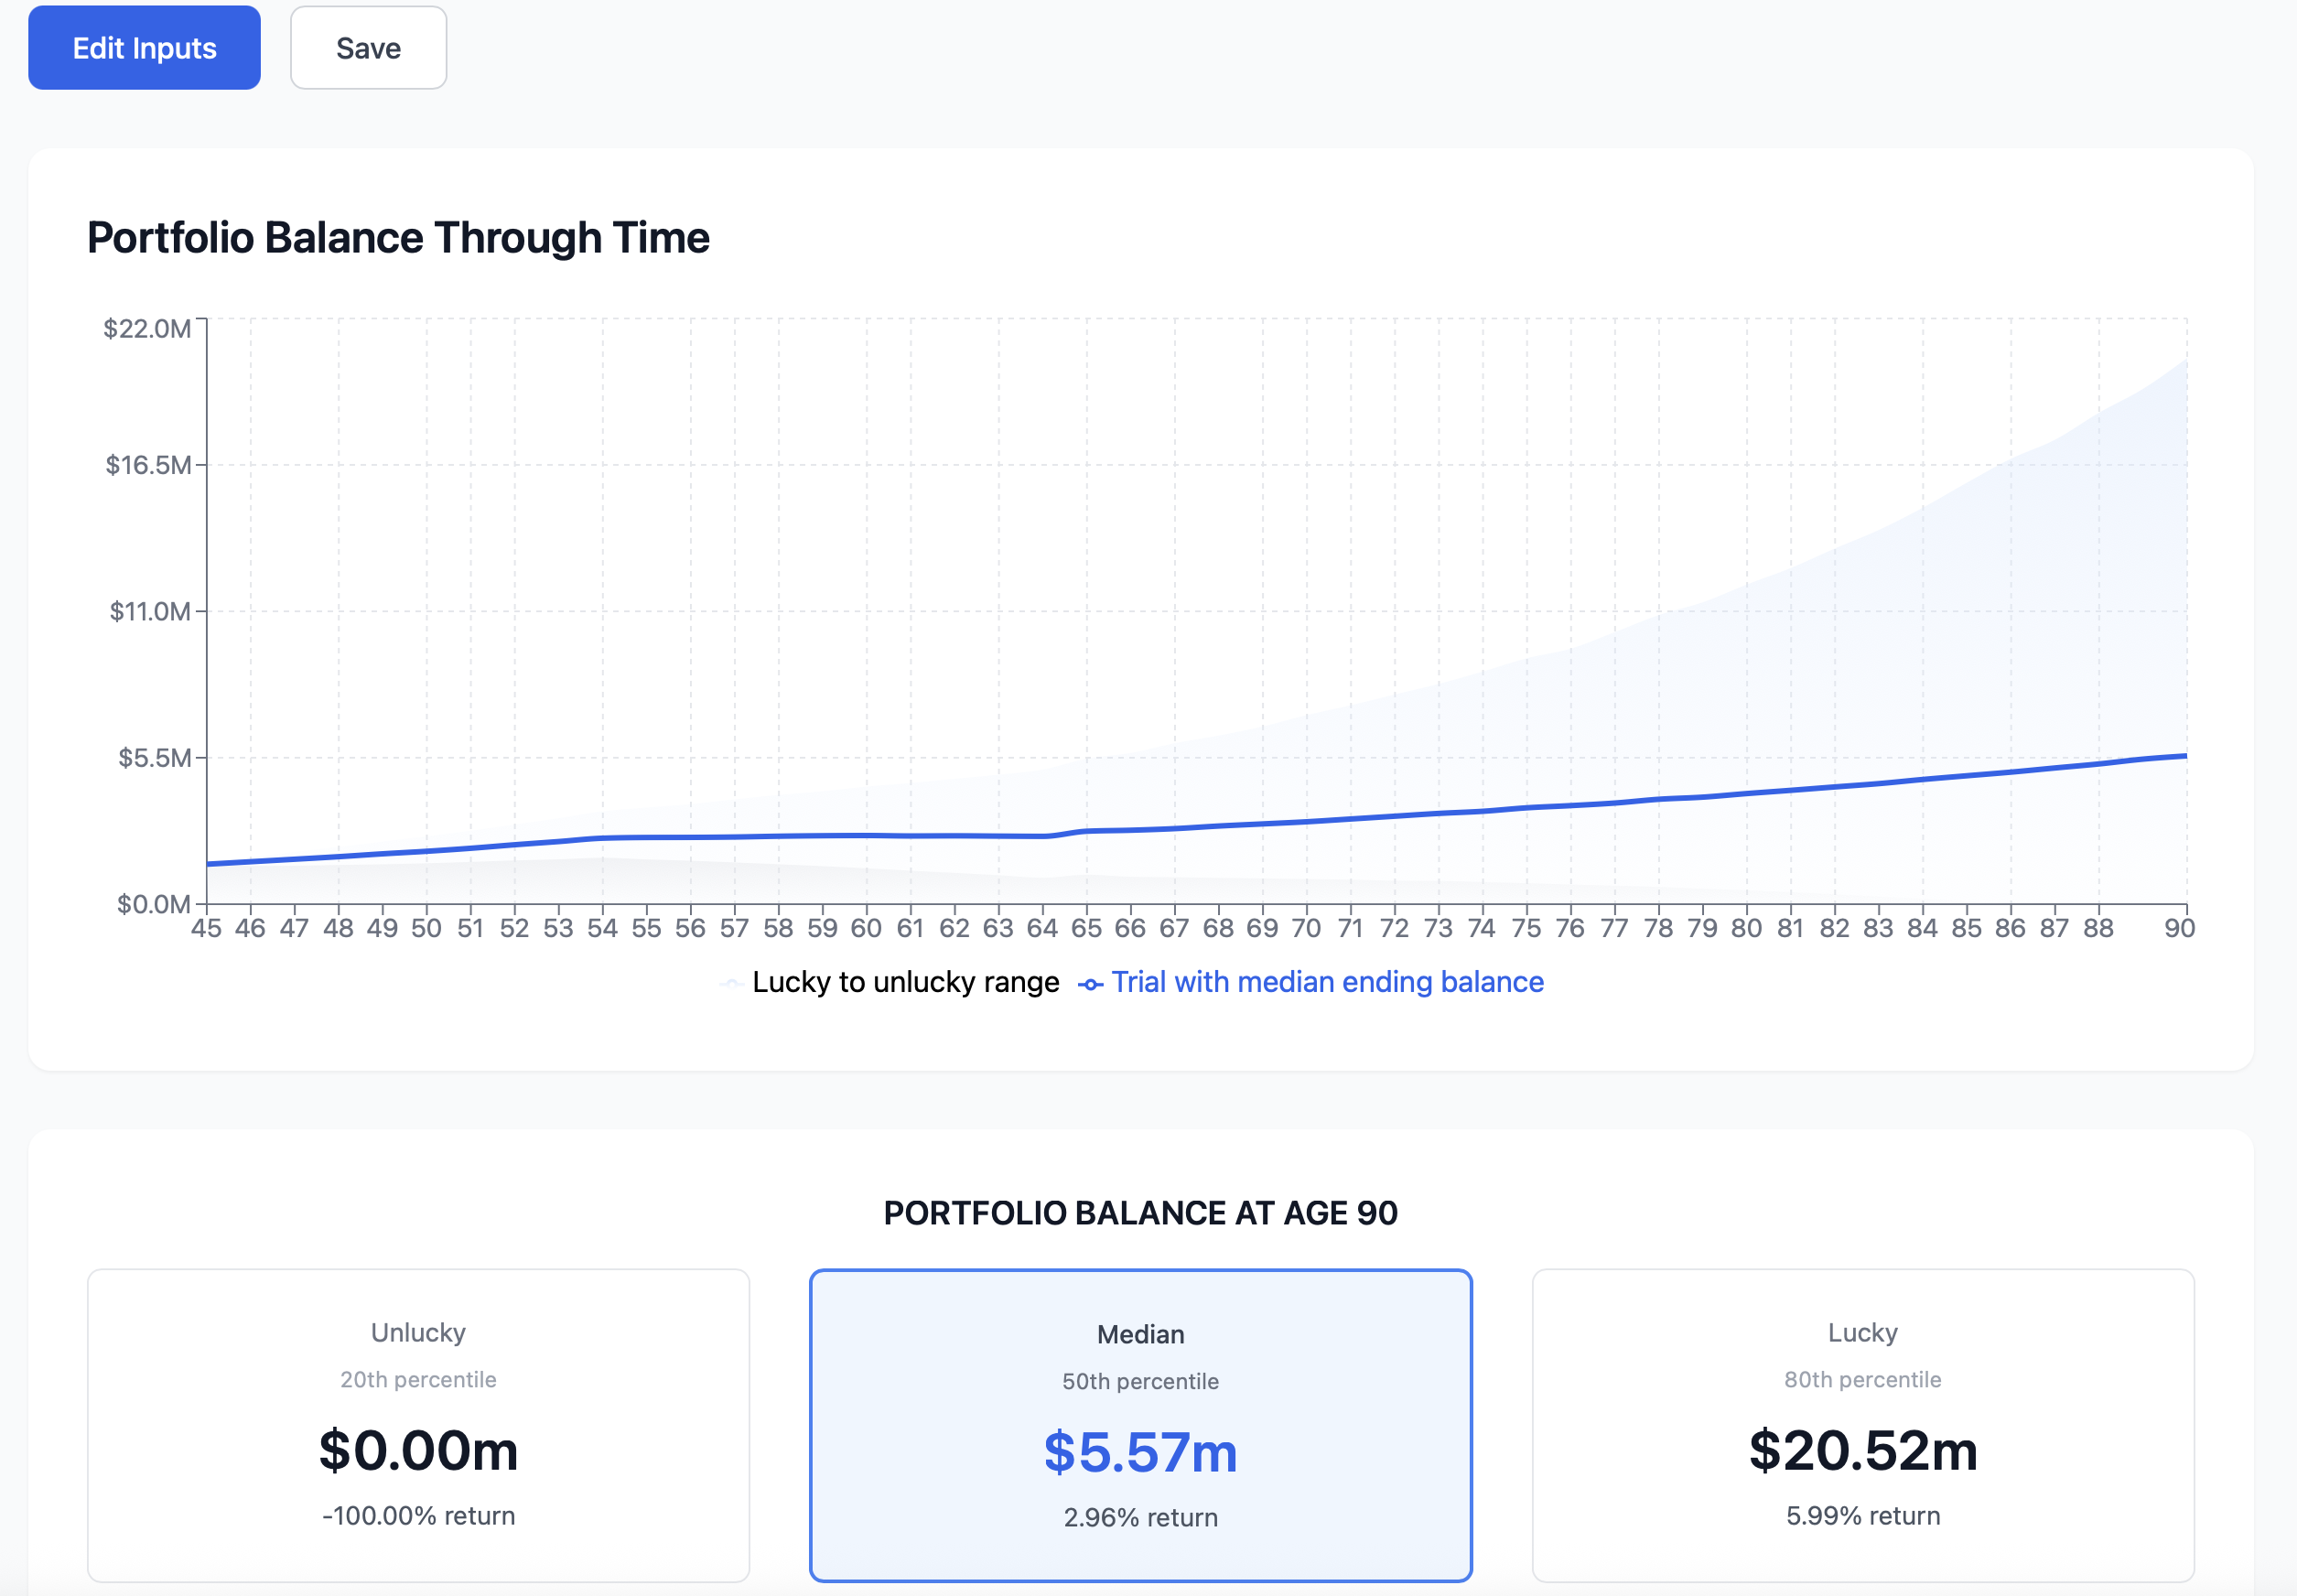 Edit Inputs Save
Portfolio Balance Through Time
$22.0M
$16.5M
$11.0M
$5.5M
$0.0M
45 46 47 48 49 50 51 52 53 54 55 56 57 58 59 60 61 62 63 64 65 66 67 68 69 70 71 72 73 74 75 76 77 78 79 80 81 82 83 84 85 86 87 88 90
Lucky to unlucky range Trial with median ending balance
PORTFOLIO BALANCE AT AGE 90
Unlucky
20th percentile
$0.00m
-100.00% return
Median
50th percentile
$5.57m
2.96% return
Lucky
80th percentile
$20.52m
5.99% return